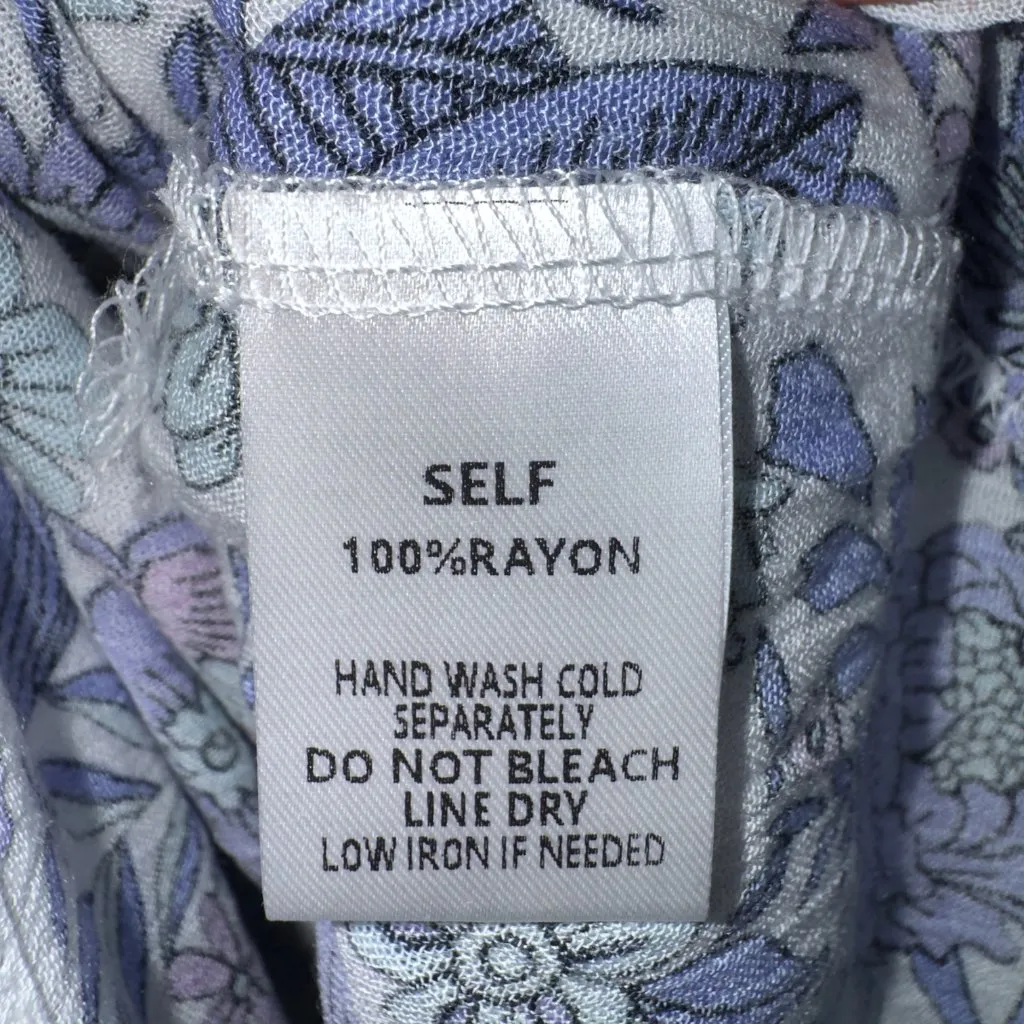 SELF
100%RAYON
HAND WASH COLD
SEPARATELY
DO NOT BLEACH
LINE DRY
LOW IRON IF NEEDED